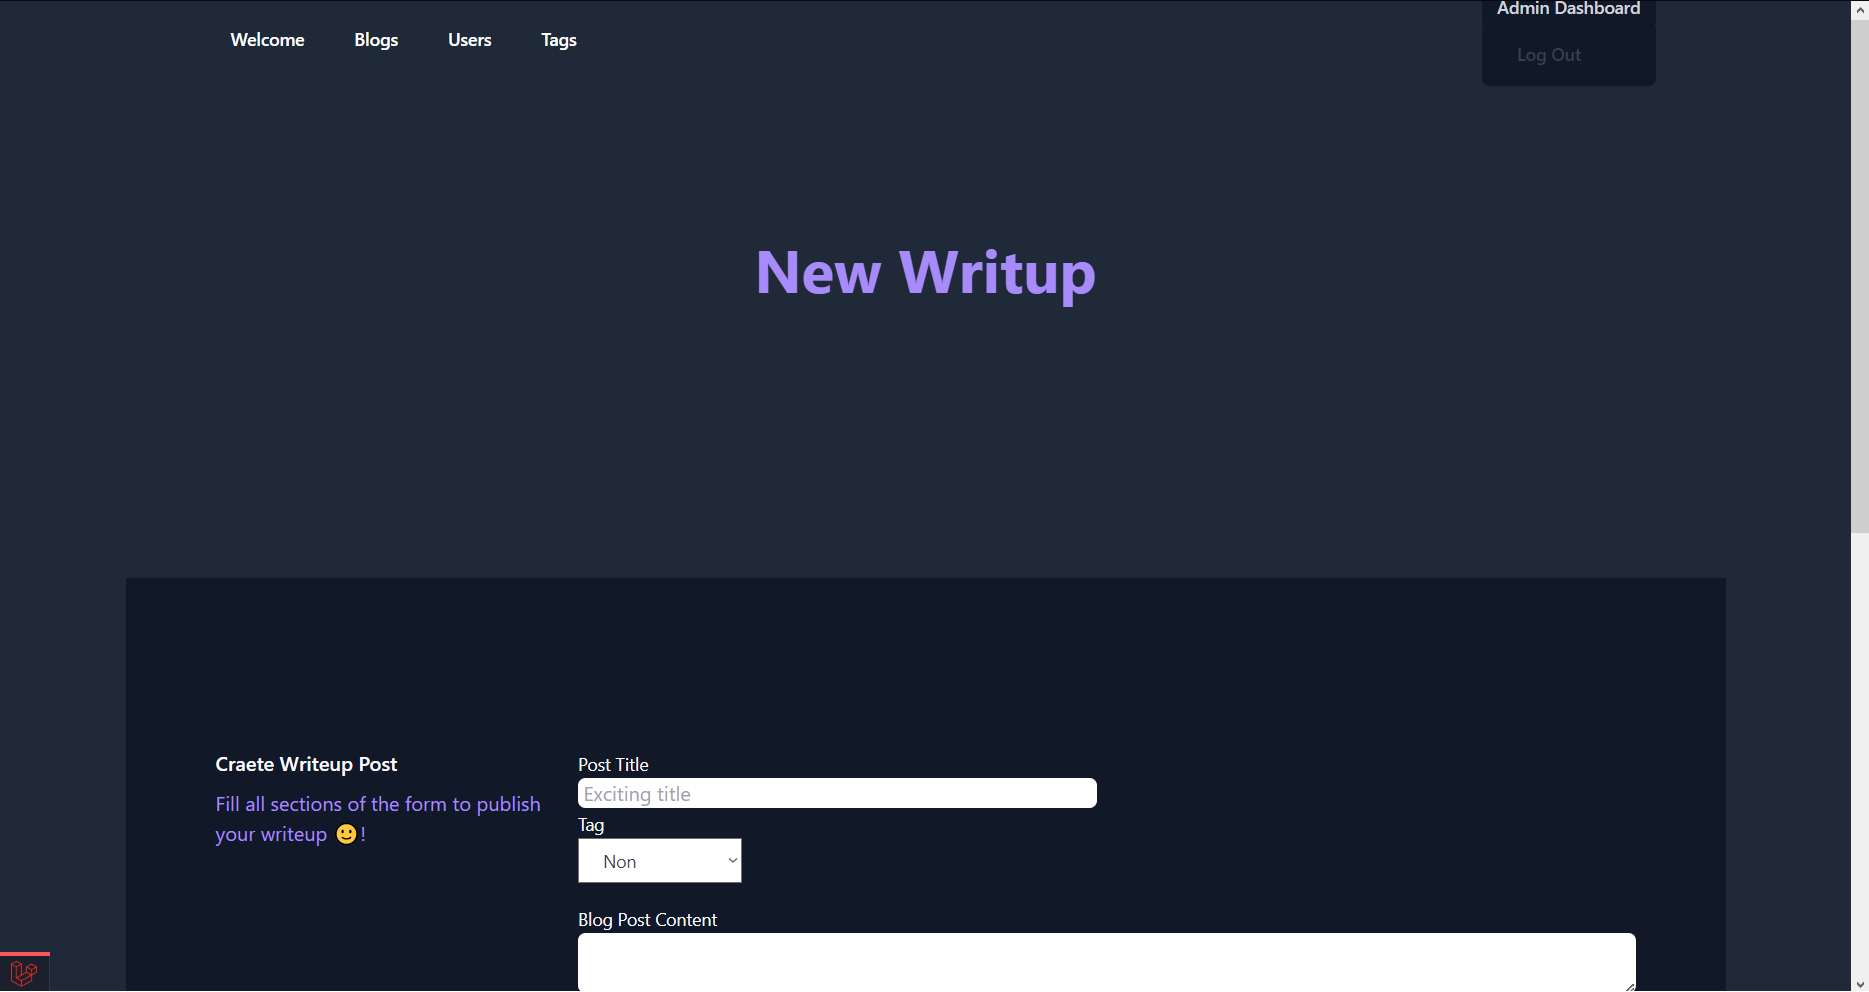 Welcome Blogs Users Tags
Admin Dashboard
Log Out
New Writup
Craete Writeup Post
Fill all sections of the form to publish
your writeup 🙂!
Post Title
Exciting title
Tag
Non
Blog Post Content